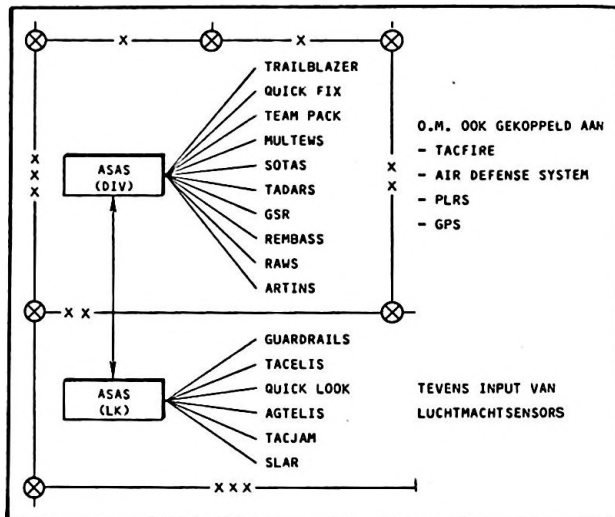 X X
TRAILBLAZER
QUICK FIX
TEAM PACK
MULTEWS
SOTAS
TADARS
GSR
REMBASS
RAWS
ARTINS
X
X
X
ASAS
(DIV)
X
X
O.M. OOK GEKOPPELD AAN
- TACFIRE
- AIR DEFENSE SYSTEM
- PLRS
- GPS
X X
GUARDRAILS
TACELIS
QUICK LOOK
AGTELIS
TACJAM
SLAR
ASAS
(LK)
TEVENS INPUT VAN
LUCHTMACHTSENSORS
X X X